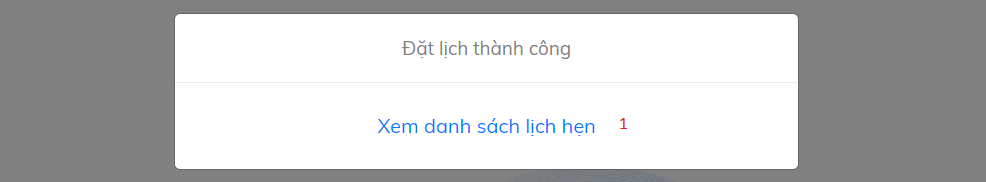 Đặt lịch thành công
Xem danh sách lịch hẹn 1